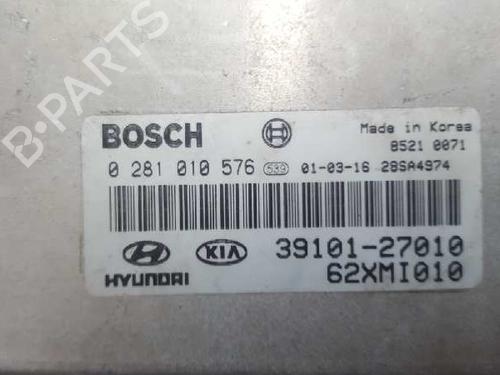 B-PARTS
BOSCH
Made in Korea
8521 0071
0 281 010 576 539 01-03-16 28SA4974
HYUNDAI KIA 39101-27010
62XMI010